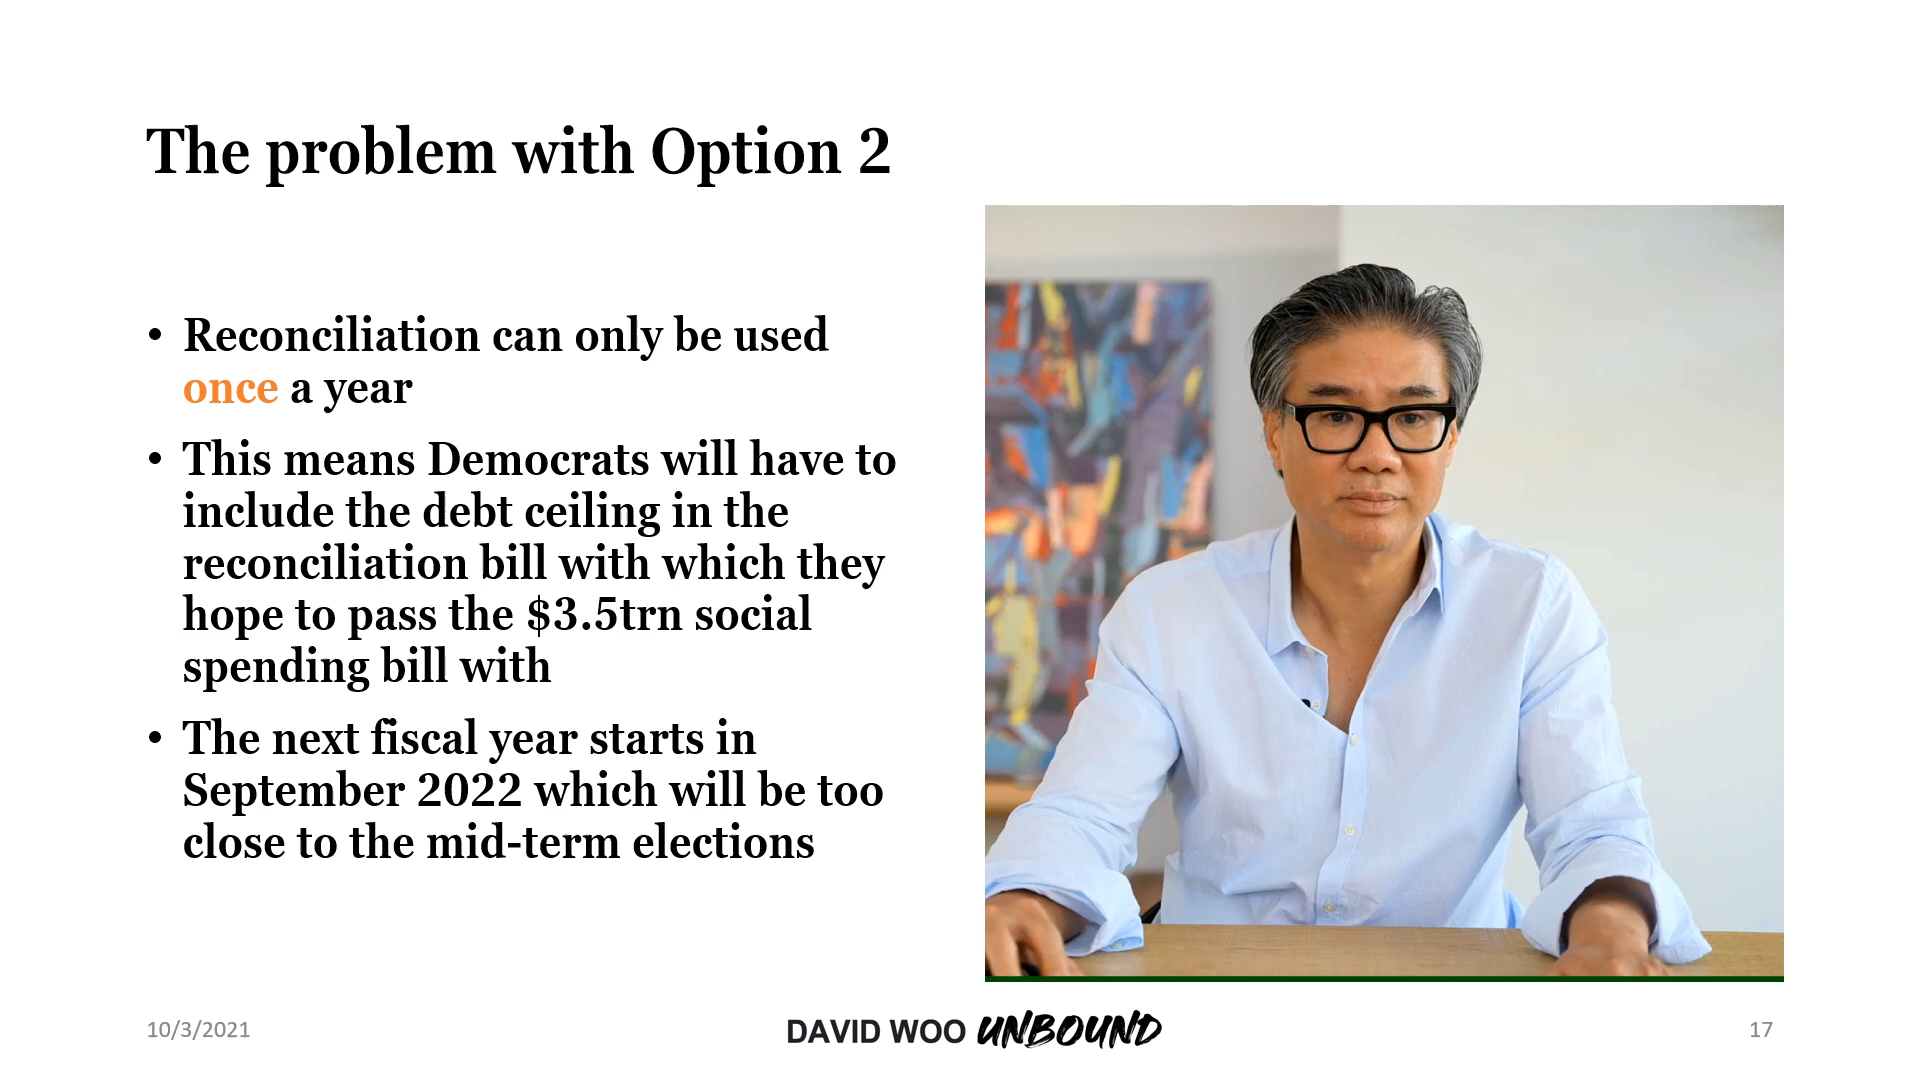 The problem with Option 2
• Reconciliation can only be used
once a year
• This means Democrats will have to
include the debt ceiling in the
reconciliation bill with which they
hope to pass the $3.5trn social
spending bill with
• The next fiscal year starts in
September 2022 which will be too
close to the mid-term elections
10/3/2021
DAVID WOO UNBOUND
17